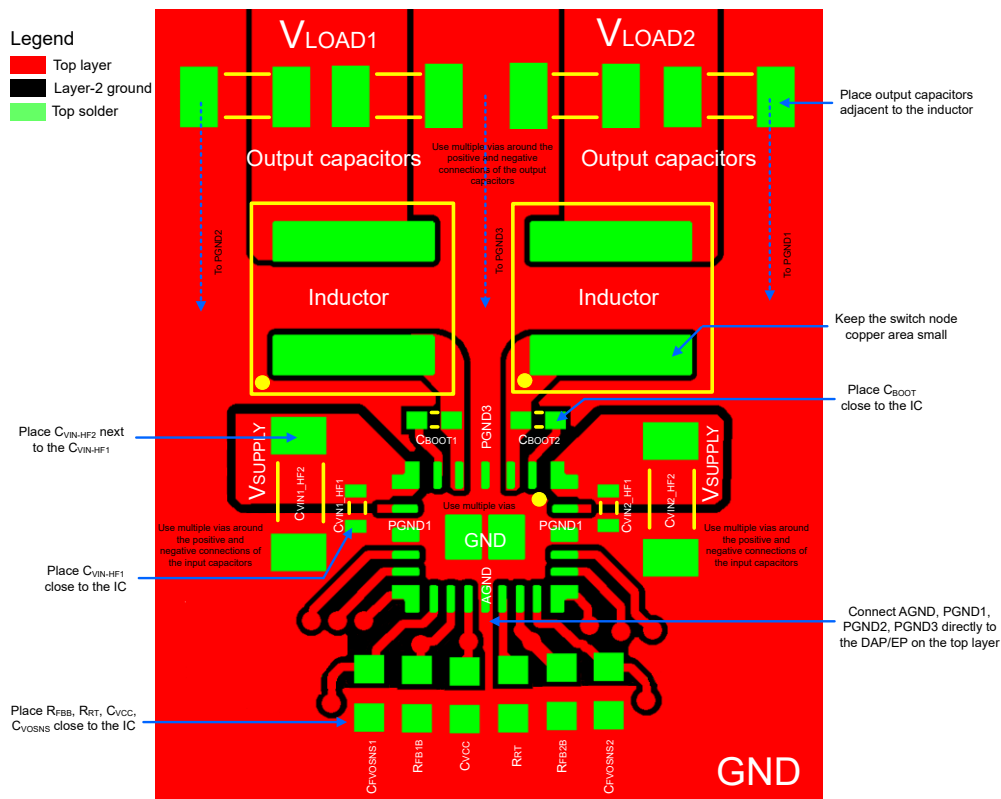 Legend
Top layer
Layer-2 ground
Top solder
VLOAD1
VLOAD2
Place output capacitors
adjacent to the inductor
Output capacitors
Use multiple vias around the
positive and negative
connections of the output
capacitors
Output capacitors
To PGND2
To PGND3
To PGND1
Inductor
Inductor
Keep the switch node
copper area small
Place CBOOT
close to the IC
CBOOT1
PGND3
CBOOT2
Place CVIN-HF2 next
to the CVIN-HF1
VSUPPLY
CVIN1_HF2
CVIN1_HF1
CVIN2_HF1
CVIN2_HF2
VSUPPLY
Use multiple vias
PGND1
PGND1
GND
Use multiple vias around
the positive and
negative connections of
the input capacitors
Use multiple vias around
the positive and
negative connections of
the input capacitors
AGND
Place CVIN-HF1
close to the IC
Connect AGND, PGND1,
PGND2, PGND3 directly to
the DAP/EP on the top layer
Place RFBB, RRT, CVCC,
CVOSNS close to the IC
CFVOSNS1
RFB1B
CVCC
RRT
RFB2B
CFVOSNS2
GND